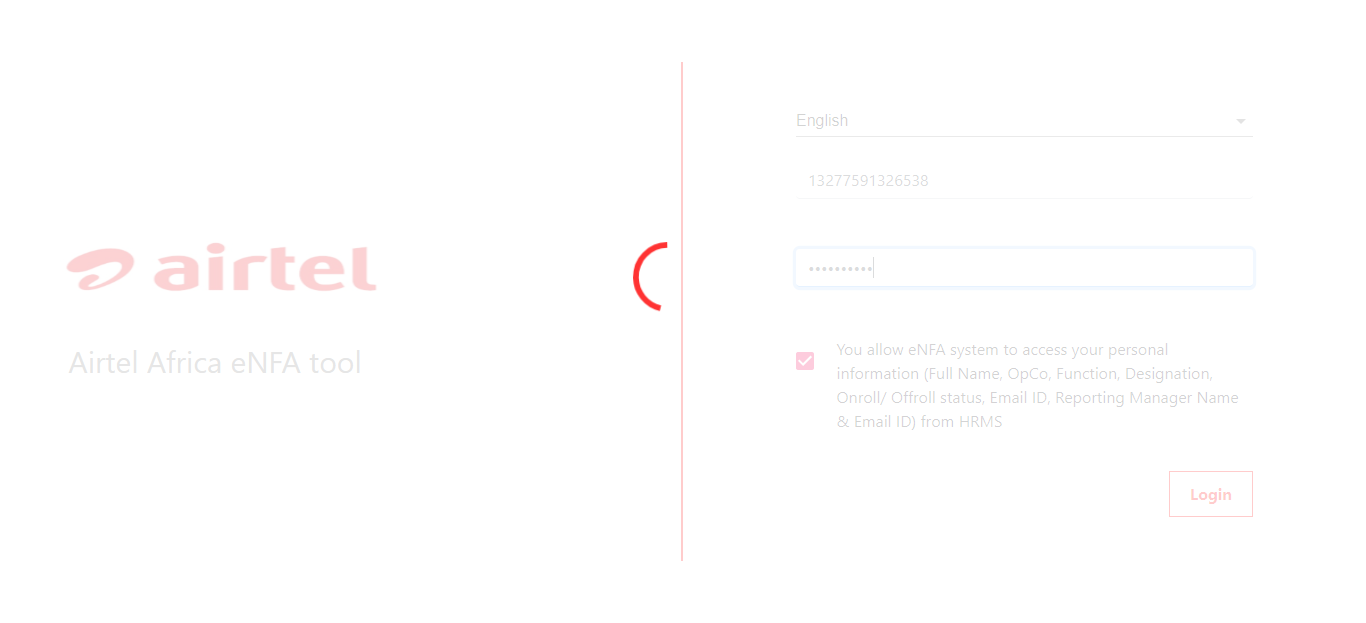 airtel
Airtel Africa eNFA tool
English
13277591326538
••••••••••
You allow eNFA system to access your personal
information (Full Name, OpCo, Function, Designation,
Onroll/ Offroll status, Email ID, Reporting Manager Name
& Email ID) from HRMS
Login